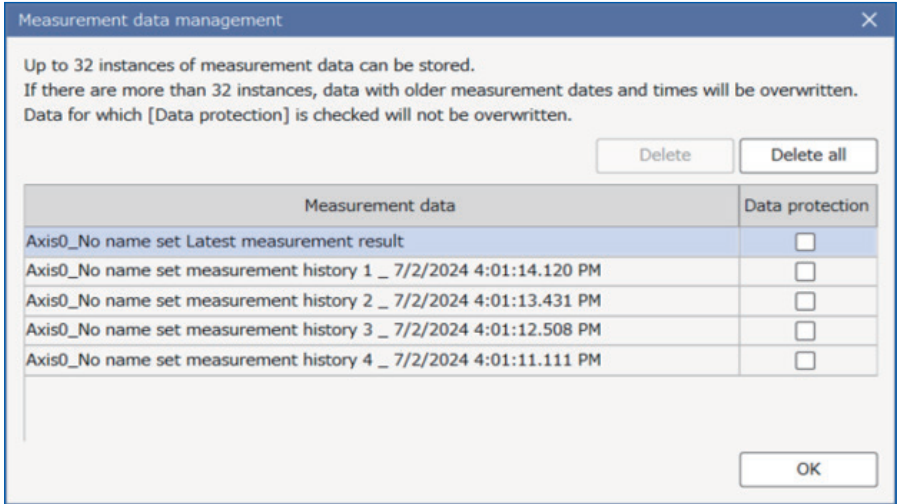 Measurement data management
Up to 32 instances of measurement data can be stored.
If there are more than 32 instances, data with older measurement dates and times will be overwritten.
Data for which [Data protection] is checked will not be overwritten.
Delete Delete all
Measurement data Data protection
Axis0_No name set Latest measurement result
Axis0_No name set measurement history 1 _ 7/2/2024 4:01:14.120 PM
Axis0_No name set measurement history 2 _ 7/2/2024 4:01:13.431 PM
Axis0_No name set measurement history 3 _ 7/2/2024 4:01:12.508 PM
Axis0_No name set measurement history 4 _ 7/2/2024 4:01:11.111 PM
OK